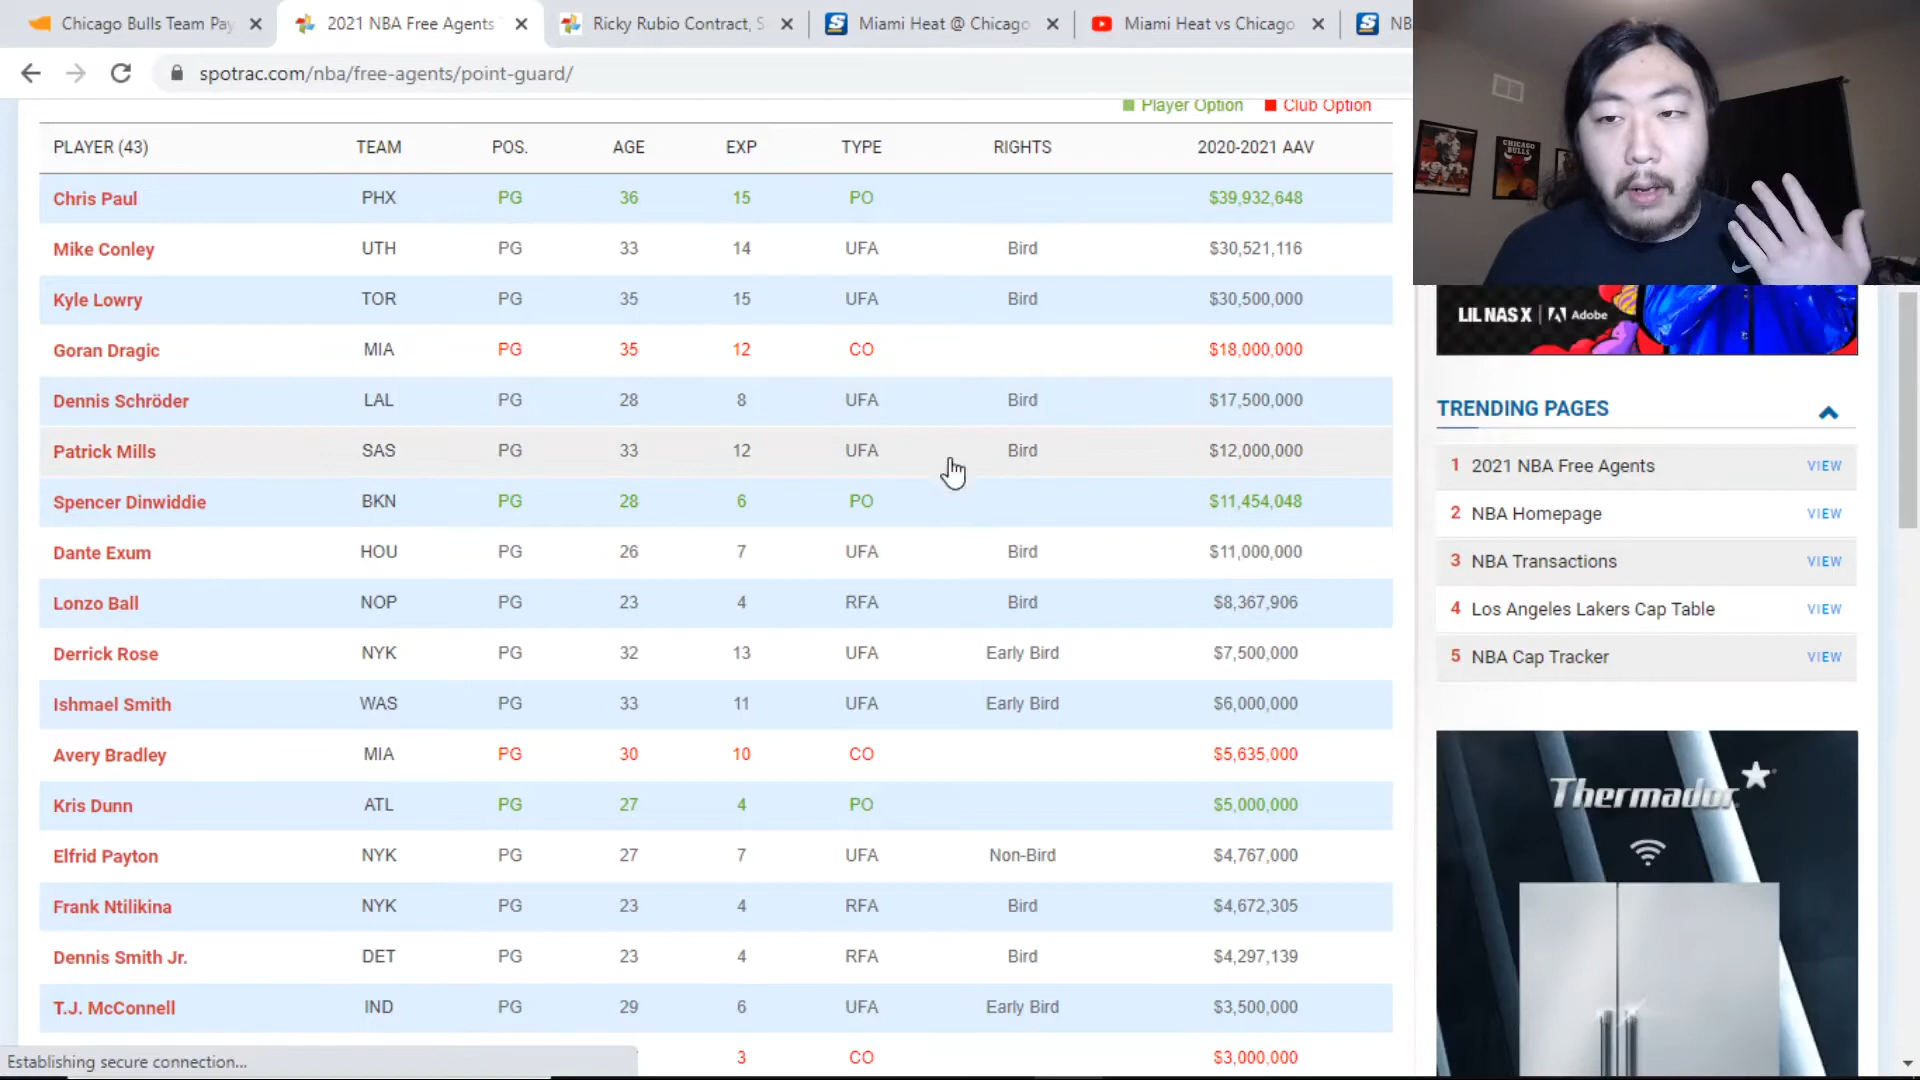 Chicago Bulls Team Pay
2021 NBA Free Agents
Ricky Rubio Contract, S
Miami Heat @ Chicago
Miami Heat vs Chicago
NB
spotrac.com/nba/free-agents/point-guard/
Player Option Club Option
PLAYER (43) TEAM POS. AGE EXP TYPE RIGHTS 2020-2021 AAV
Chris Paul PHX PG 36 15 PO $39,932,648
Mike Conley UTH PG 33 14 UFA Bird $30,521,116
Kyle Lowry TOR PG 35 15 UFA Bird $30,500,000
Goran Dragic MIA PG 35 12 CO $18,000,000
Dennis Schröder LAL PG 28 8 UFA Bird $17,500,000
Patrick Mills SAS PG 33 12 UFA Bird $12,000,000
Spencer Dinwiddie BKN PG 28 6 PO $11,454,048
Dante Exum HOU PG 26 7 UFA Bird $11,000,000
Lonzo Ball NOP PG 23 4 RFA Bird $8,367,906
Derrick Rose NYK PG 32 13 UFA Early Bird $7,500,000
Ishmael Smith WAS PG 33 11 UFA Early Bird $6,000,000
Avery Bradley MIA PG 30 10 CO $5,635,000
Kris Dunn ATL PG 27 4 PO $5,000,000
Elfrid Payton NYK PG 27 7 UFA Non-Bird $4,767,000
Frank Ntilikina NYK PG 23 4 RFA Bird $4,672,305
Dennis Smith Jr. DET PG 23 4 RFA Bird $4,297,139
T.J. McConnell IND PG 29 6 UFA Early Bird $3,500,000
3 CO $3,000,000
Establishing secure connection...
CHICAGO
BULLS
LIL NAS X | Adobe
TRENDING PAGES
1 2021 NBA Free Agents VIEW
2 NBA Homepage VIEW
3 NBA Transactions VIEW
4 Los Angeles Lakers Cap Table VIEW
5 NBA Cap Tracker VIEW
Thermador